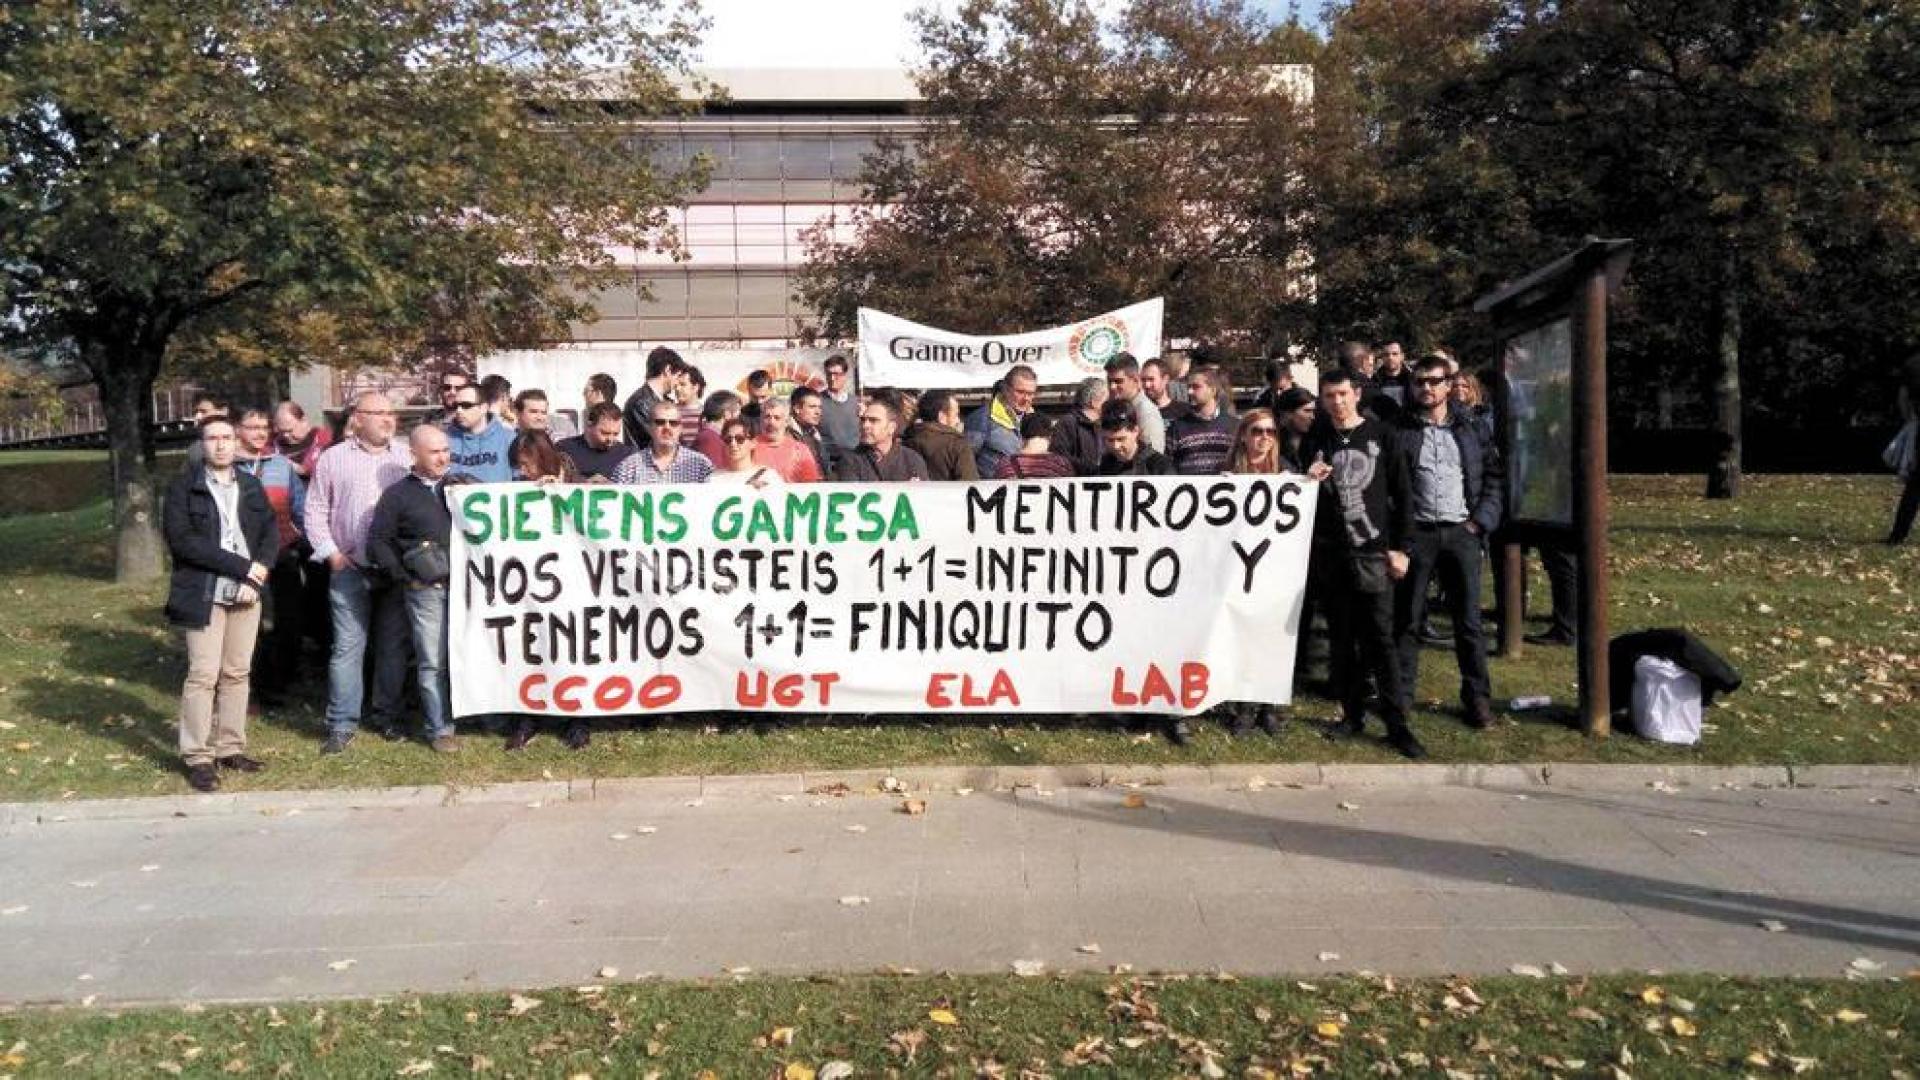 Game-Over
SIEMENS GAMESA MENTIROSOS
NOS VENDISTEIS 1+1=INFINITO Y
TENEMOS 1+1= FINIQUITO
CCOO UGT ELA LAB